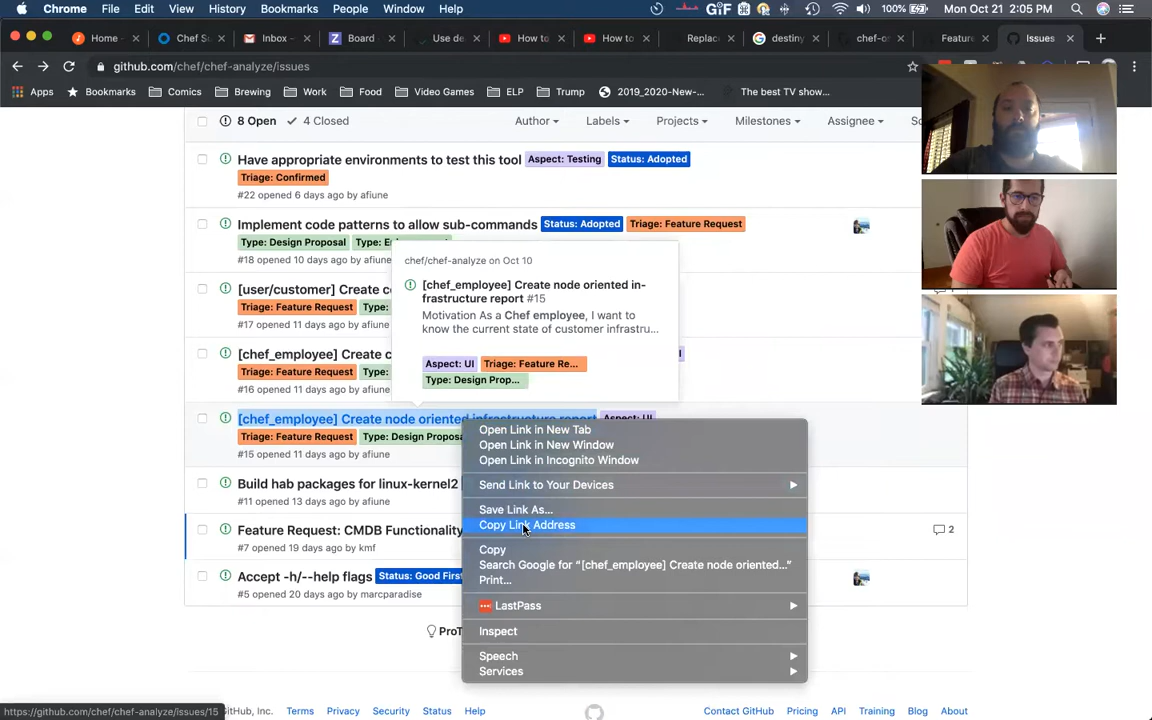 Chrome File Edit View History Bookmarks People Window Help GIF 100% Mon Oct 21 2:05 PM
Home - Chef Su Inbox - Board - Use de How to How to Replac destiny chef-o Feature Issues
github.com/chef/chef-analyze/issues
Apps Bookmarks Comics Brewing Work Food Video Games ELP Trump 2019_2020-New-... The best TV show...
8 Open 4 Closed Author Labels Projects Milestones Assignee So
Have appropriate environments to test this tool Aspect: Testing Status: Adopted
Triage: Confirmed
#22 opened 6 days ago by afiune
Implement code patterns to allow sub-commands Status: Adopted Triage: Feature Request
Type: Design Proposal
#18 opened 10 days ago by afiune
chef/chef-analyze on Oct 10
[chef_employee] Create node oriented in-
frastructure report #15
Motivation As a Chef employee, I want to
know the current state of customer infrastru...
Aspect: UI Triage: Feature Re...
Type: Design Prop...
[user/customer] Create c
Triage: Feature Request Type:
#17 opened 11 days ago by afiune
[chef_employee] Create c
Triage: Feature Request Type:
#16 opened 11 days ago by afiune
[chef_employee] Create node oriented infrastructure report Aspect: UI
Triage: Feature Request Type: Design Proposa
#15 opened 11 days ago by afiune
Build hab packages for linux-kernel2
#11 opened 13 days ago by afiune
Feature Request: CMDB Functionality 2
#7 opened 19 days ago by kmf
Accept -h/--help flags Status: Good First
#5 opened 20 days ago by marcparadise
Open Link in New Tab
Open Link in New Window
Open Link in Incognito Window
Send Link to Your Devices
Save Link As...
Copy Link Address
Copy
Search Google for “[chef_employee] Create node oriented...”
Print...
LastPass
Inspect
Speech
Services
ProT
https://github.com/chef/chef-analyze/issues/15
GitHub, Inc. Terms Privacy Security Status Help Contact GitHub Pricing API Training Blog About